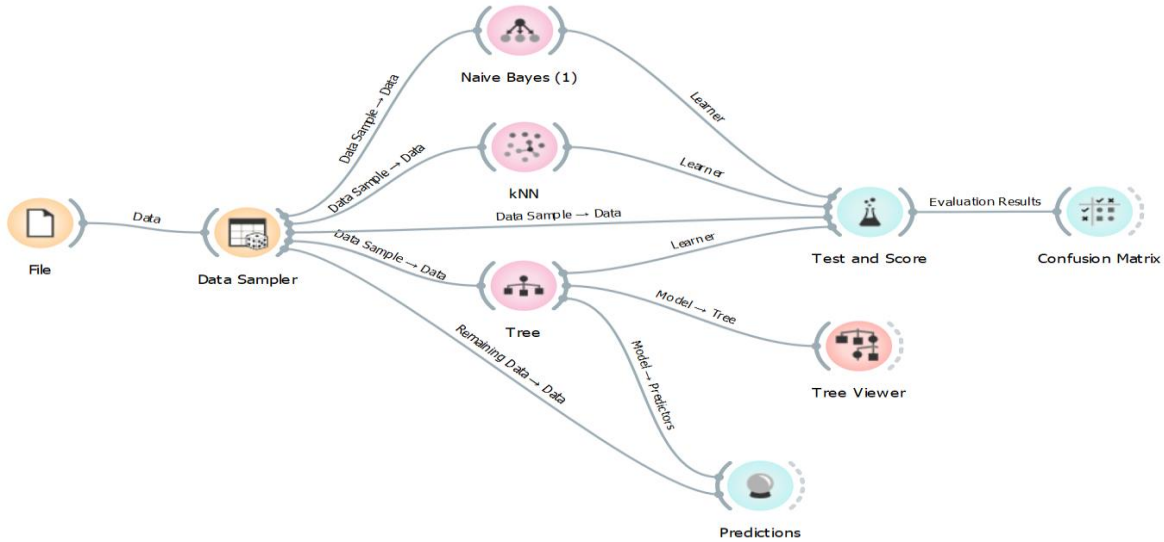 Naive Bayes (1)
Data Sample → Data
Learner
kNN
Data Sample → Data
Learner
File
Data
Data Sampler
Data Sample → Data
Test and Score
Evaluation Results
Confusion Matrix
Data Sample → Data
Tree
Learner
Model → Tree
Tree Viewer
Remaining Data → Data
Model → Predictors
Predictions